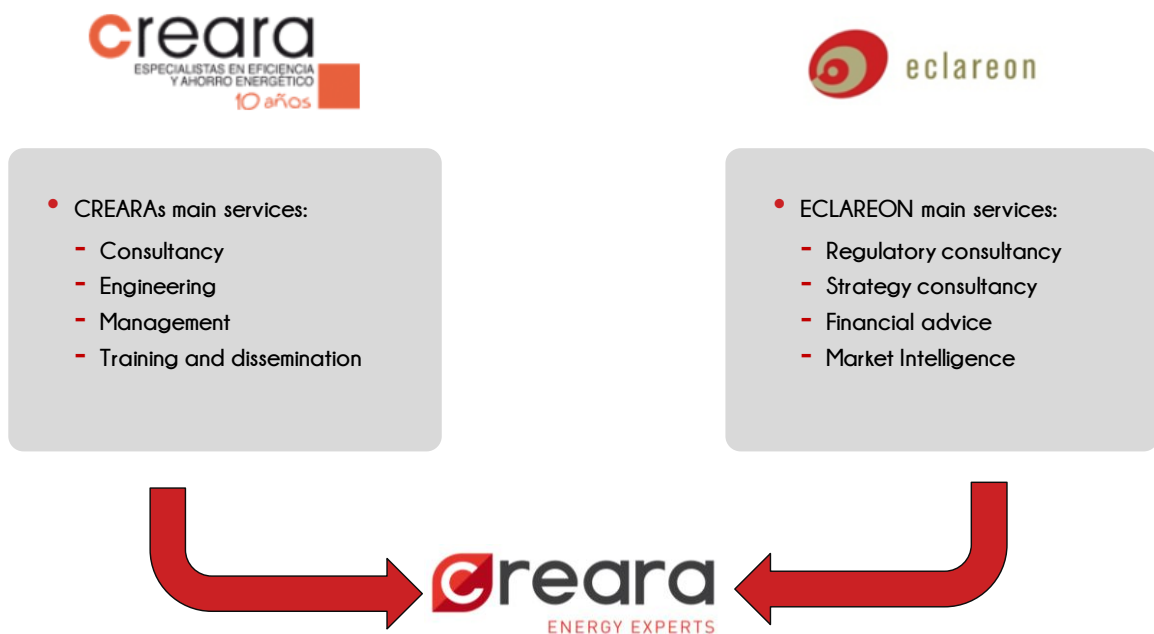 creara
ESPECIALISTAS EN EFICIENCIA
Y AHORRO ENERGÉTICO
10 años
eclareon
• CREARAs main services:
- Consultancy
- Engineering
- Management
- Training and dissemination
• ECLAREON main services:
- Regulatory consultancy
- Strategy consultancy
- Financial advice
- Market Intelligence
creara
ENERGY EXPERTS